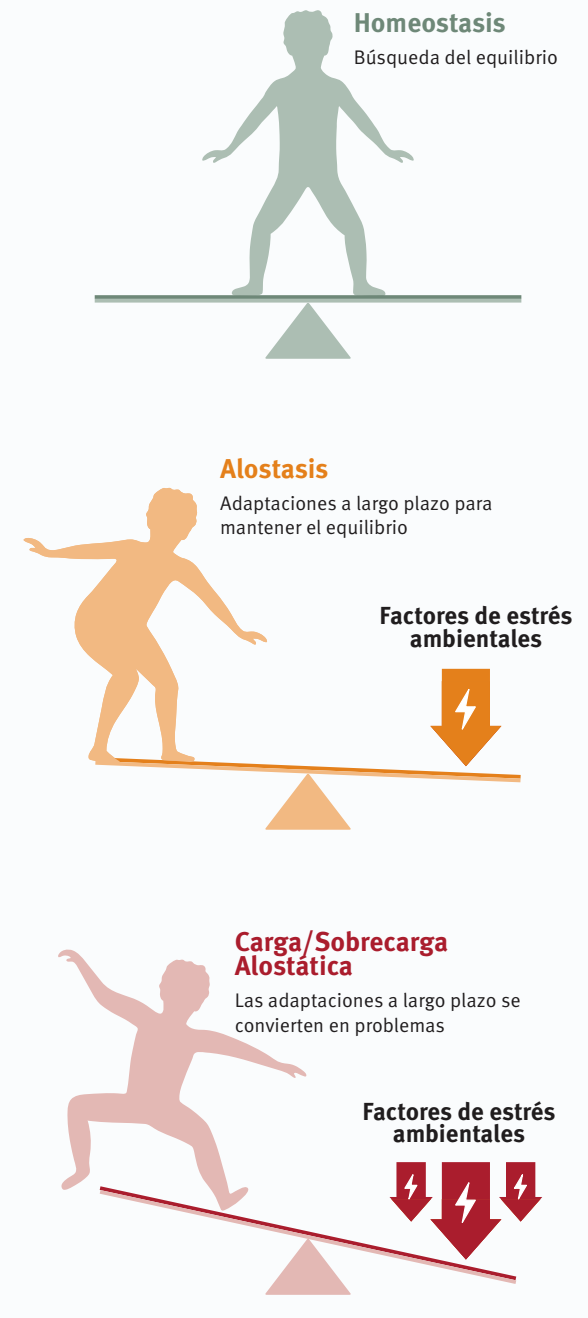 Homeostasis
Búsqueda del equilibrio
Alostasis
Adaptaciones a largo plazo para
mantener el equilibrio
Factores de estrés
ambientales
Carga/Sobrecarga
Alostática
Las adaptaciones a largo plazo se
convierten en problemas
Factores de estrés
ambientales